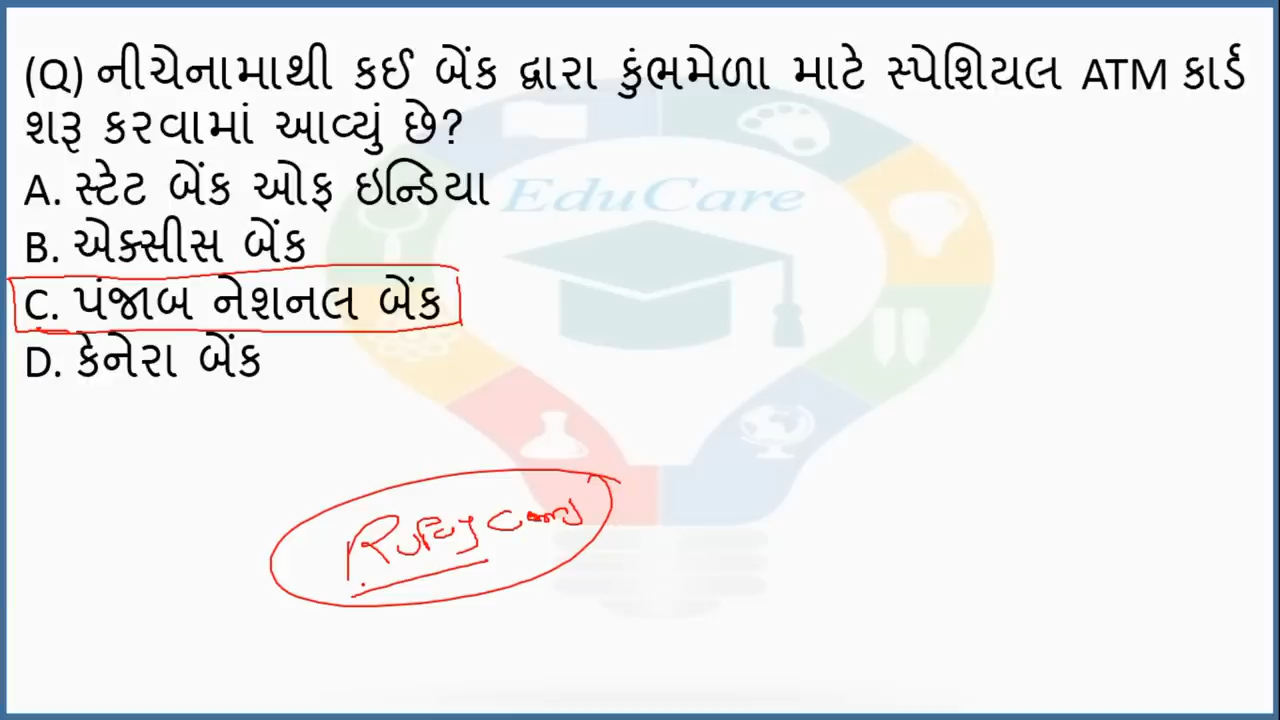 (Q) નીચેનામાથી કઈ બેંક દ્વારા કુંભમેળા માટે સ્પેશિયલ ATM કાર્ડ
શરૂ કરવામાં આવ્યું છે?
A. સ્ટેટ બેંક ઓફ ઇન્ડિયા
EduCare
B. એક્સીસ બેંક
C. પંજાબ નેશનલ બેંક
D. કેનેરા બેંક